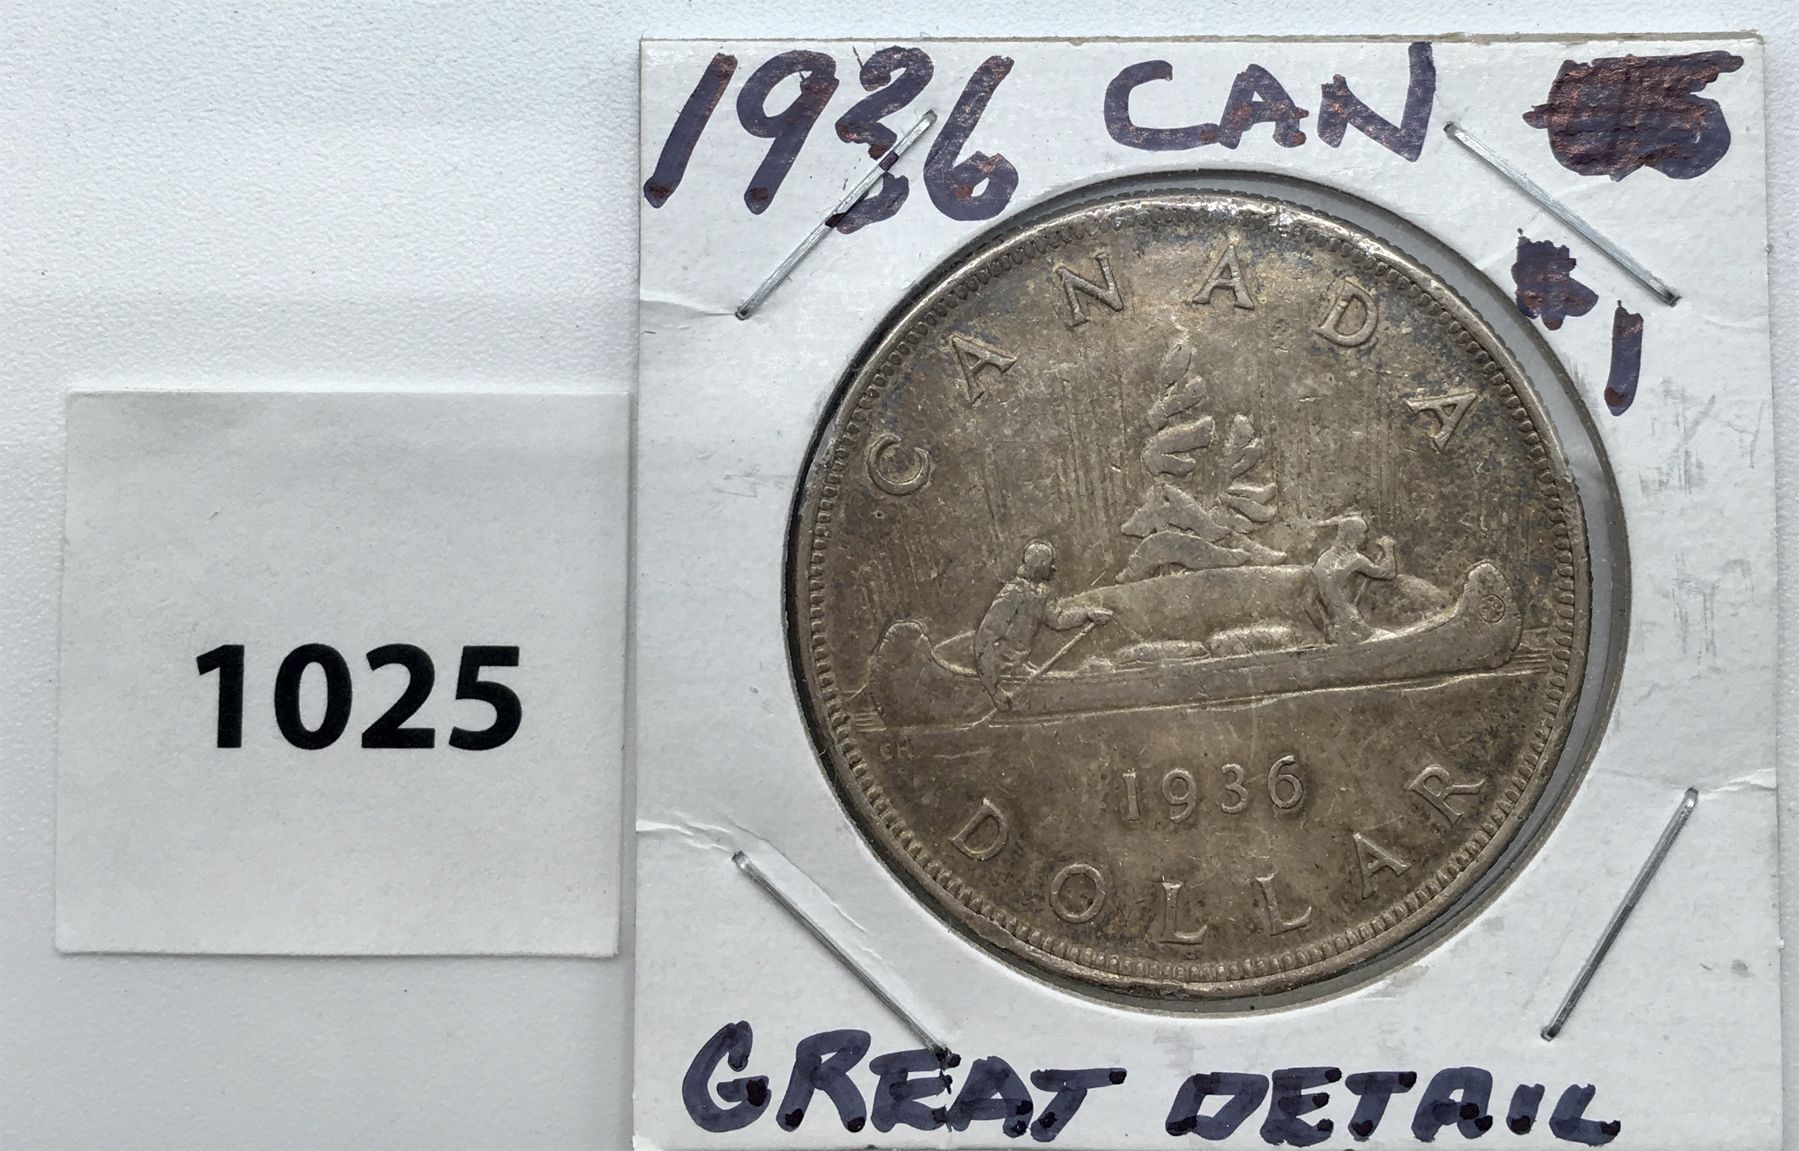 1936 CAN
$1
1025
CANADA
1936
DOLLAR
GREAT DETAIL